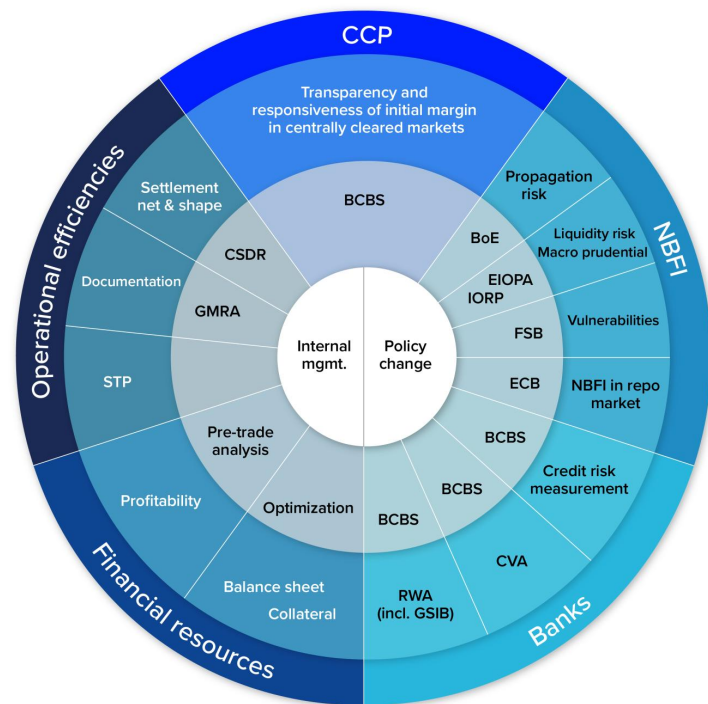 CCP
Transparency and
responsiveness of initial margin
in centrally cleared markets
BCBS
NBFI
Propagation
risk
BoE
Liquidity risk
Macro prudential
EIOPA
IORP
Vulnerabilities
FSB
NBFI in repo
market
ECB
Banks
Credit risk
measurement
BCBS
CVA
BCBS
RWA
(incl. GSIB)
BCBS
Financial resources
Balance sheet
Collateral
Optimization
Profitability
Pre-trade
analysis
Operational efficiencies
STP
Documentation
GMRA
Settlement
net & shape
CSDR
Internal
mgmt.
Policy
change